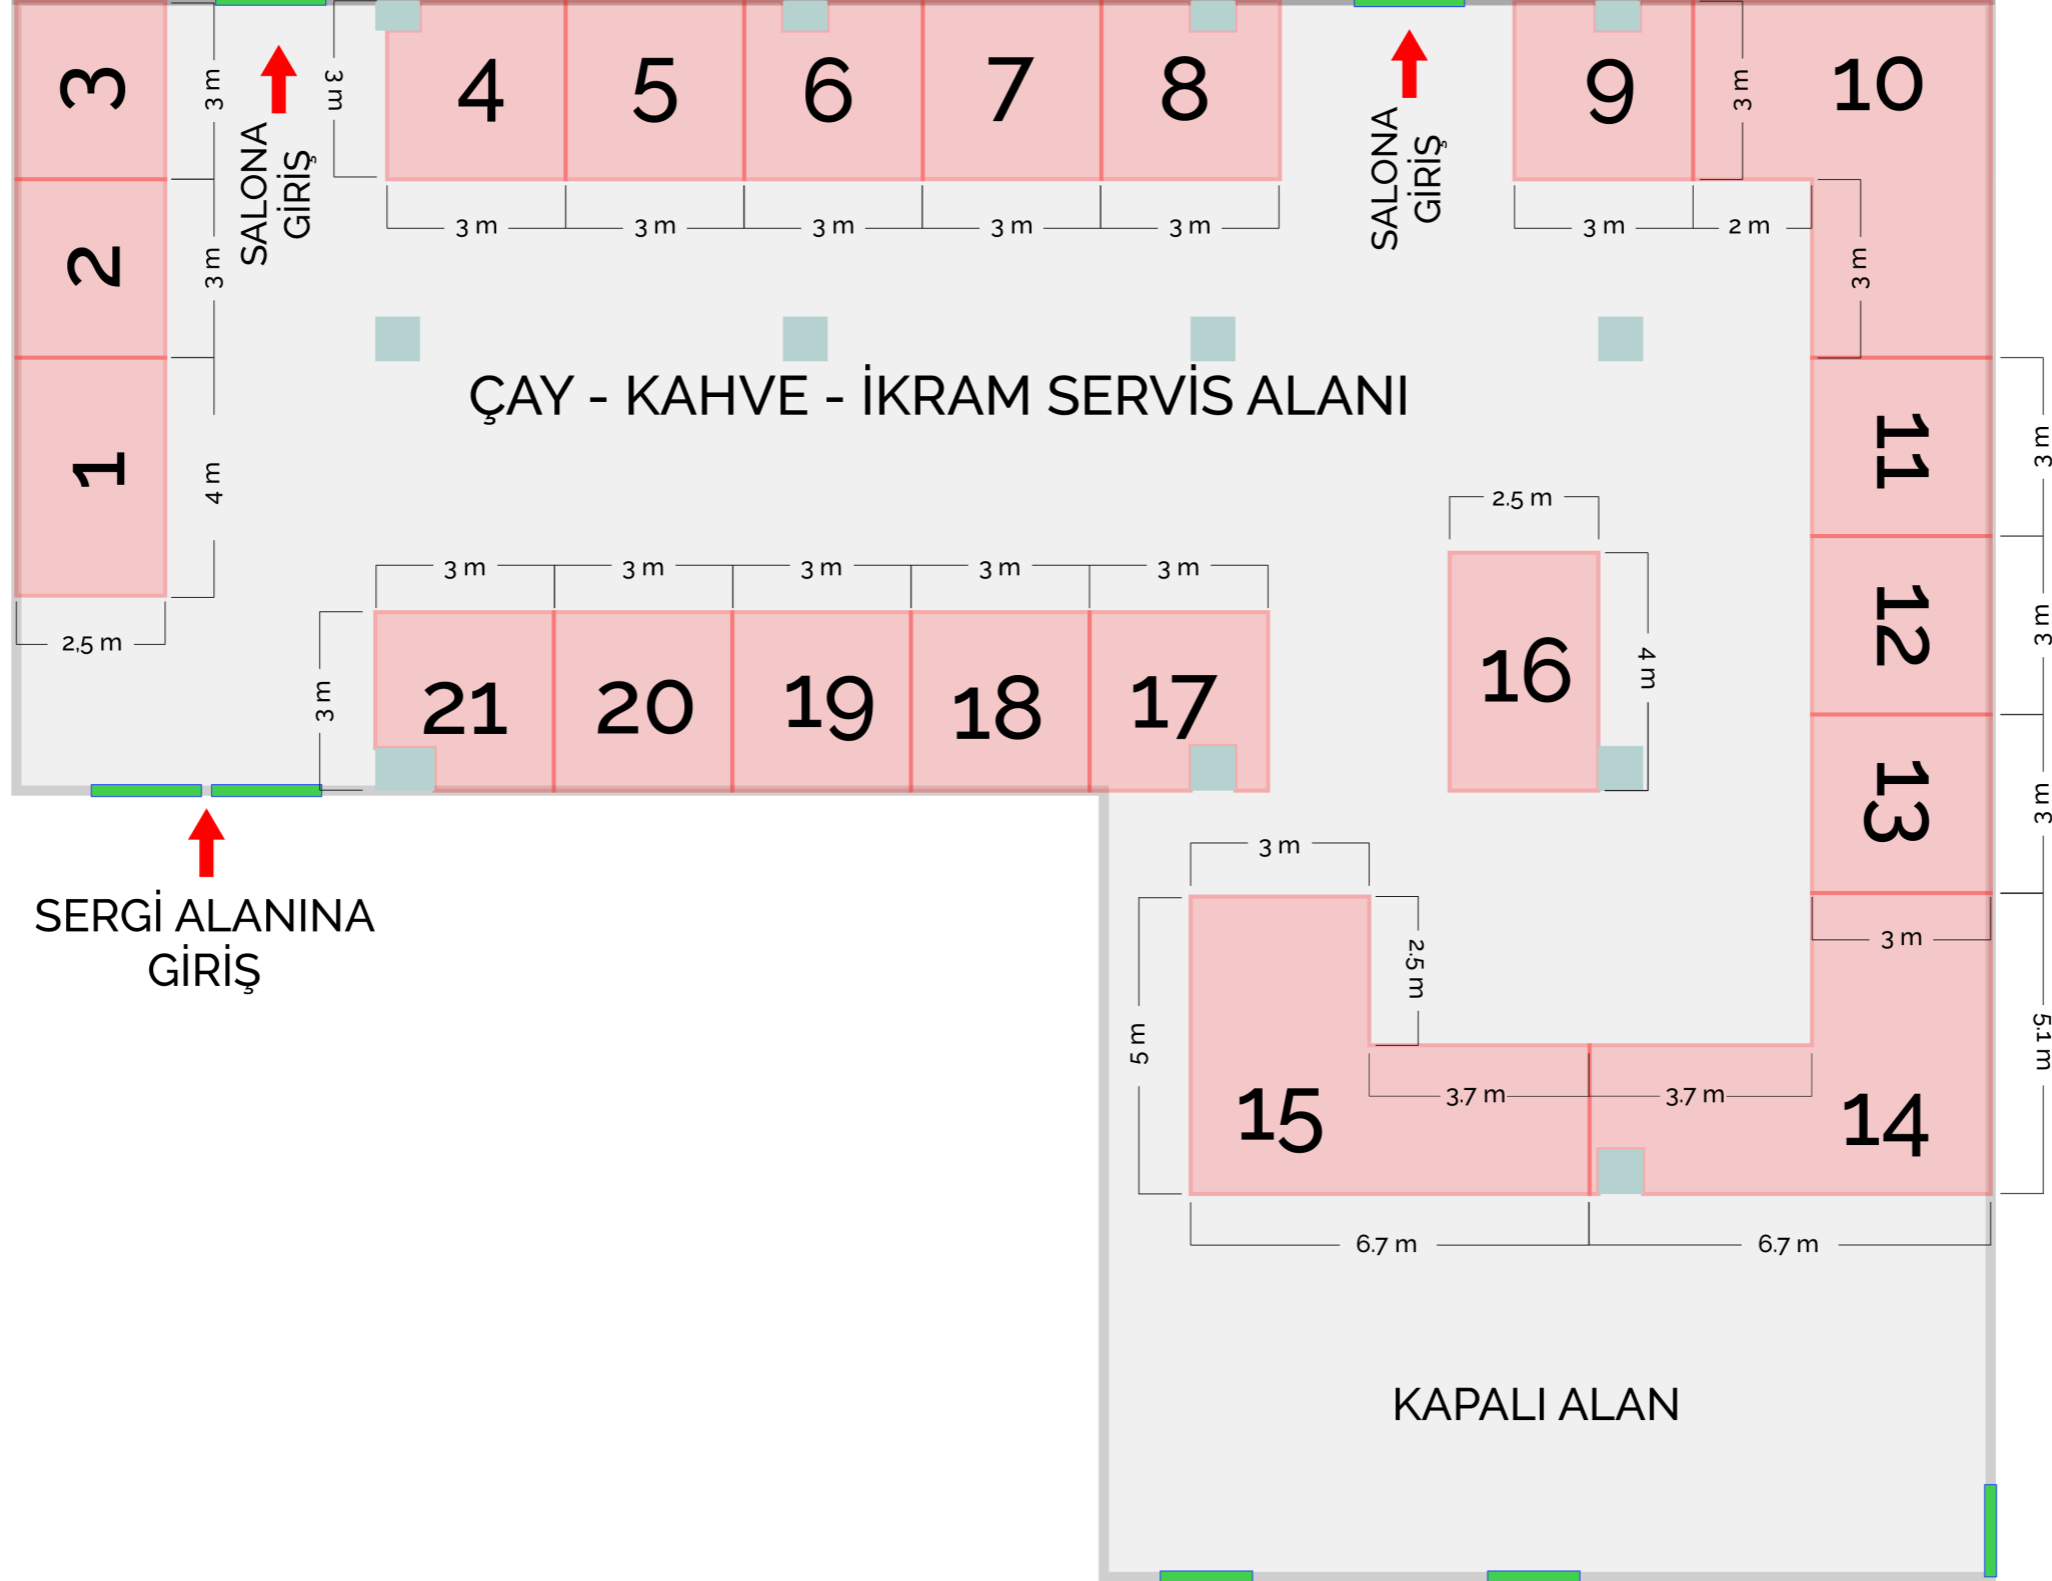 3
2
1
3 m
3 m
4 m
2,5 m
SALONA
GİRİŞ
3 m
4
5
6
7
8
3 m
3 m
3 m
3 m
3 m
SALONA
GİRİŞ
9
10
3 m
3 m
2 m
3 m
ÇAY - KAHVE - İKRAM SERVİS ALANI
11
12
13
3 m
3 m
3 m
3 m
5.1 m
2.5 m
16
4 m
3 m
3 m
3 m
3 m
3 m
3 m
21
20
19
18
17
SERGİ ALANINA
GİRİŞ
3 m
2.5 m
5 m
15
3.7 m
3.7 m
14
6.7 m
6.7 m
KAPALI ALAN